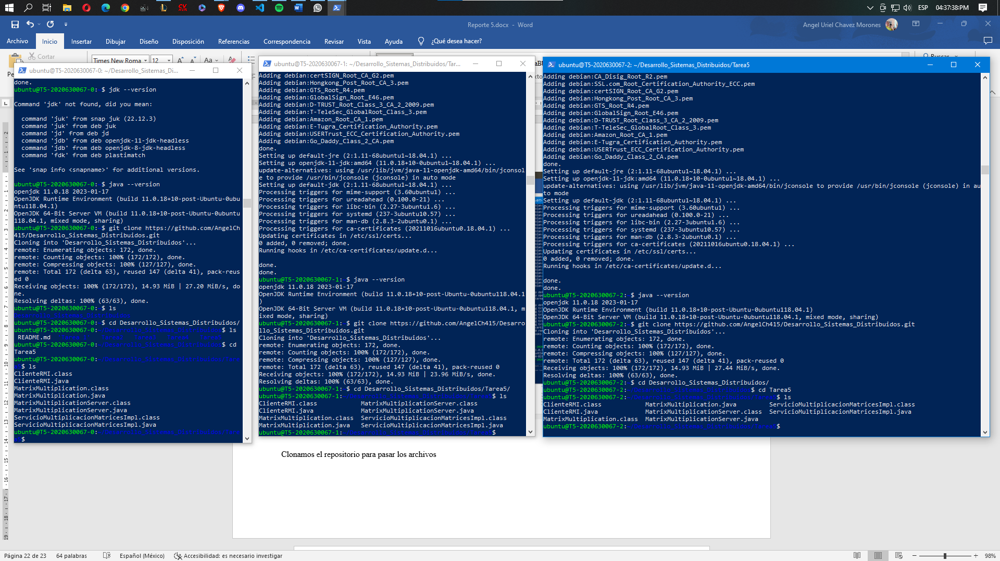 ESP
04:37:38:PM
Reporte 5.docx - Word
Angel Uriel Chavez Morones
Archivo
Inicio
Insertar
Dibujar
Diseño
Disposición
Referencias
Correspondencia
Revisar
Vista
Ayuda
¿Qué desea hacer?
Cortar
Times New Roma
12
Aa
Buscar
ubuntu@T5-2020630067-0: ~/Desarrollo_Sistemas_Di...
done.
ubuntu@T5-2020630067-0: $ jdk --version
Command 'jdk' not found, did you mean:
command 'juk' from snap juk (22.12.3)
command 'juk' from deb juk
command 'jd' from deb jd
command 'jdb' from deb openjdk-11-jdk-headless
command 'jdb' from deb openjdk-8-jdk-headless
command 'fdk' from deb plastimatch
See 'snap info <snapname>' for additional versions.
ubuntu@T5-2020630067-0: $ java --version
openjdk 11.0.18 2023-01-17
OpenJDK Runtime Environment (build 11.0.18+10-post-Ubuntu-0ubu
ntu118.04.1)
OpenJDK 64-Bit Server VM (build 11.0.18+10-post-Ubuntu-0ubuntu
118.04.1, mixed mode, sharing)
ubuntu@T5-2020630067-0: $ git clone https://github.com/AngelCh
415/Desarrollo_Sistemas_Distribuidos.git
Cloning into 'Desarrollo_Sistemas_Distribuidos'...
remote: Enumerating objects: 172, done.
remote: Counting objects: 100% (172/172), done.
remote: Compressing objects: 100% (127/127), done.
remote: Total 172 (delta 63), reused 147 (delta 41), pack-reus
ed 0
Receiving objects: 100% (172/172), 14.93 MiB | 27.20 MiB/s, do
ne.
Resolving deltas: 100% (63/63), done.
ubuntu@T5-2020630067-0: $ ls
Desarrollo_Sistemas_Distribuidos
ubuntu@T5-2020630067-0: $ cd Desarrollo_Sistemas_Distribuidos/
ubuntu@T5-2020630067-0:~/Desarrollo_Sistemas_Distribuidos$ ls
README.md
ubuntu@T5-2020630067-0:~/Desarrollo_Sistemas_Distribuidos$ cd
Tarea5
ubuntu@T5-2020630067-0:~/Desarrollo_Sistemas_Distribuidos/Tare
a5$ ls
ClienteRMI.class
ClienteRMI.java
MatrixMultiplication.class
MatrixMultiplication.java
MatrixMultiplicationServer.class
MatrixMultiplicationServer.java
ServicioMultiplicacionMatricesImpl.class
ServicioMultiplicacionMatricesImpl.java
ubuntu@T5-2020630067-0:~/Desarrollo_Sistemas_Distribuidos/Tare
a5$
ubuntu@T5-2020630067-1: ~/Desarrollo_Sistemas_Distribuidos/Tar...
Adding debian:certSIGN_Root_CA_G2.pem
Adding debian:Hongkong_Post_Root_CA_3.pem
Adding debian:GTS_Root_R4.pem
Adding debian:GlobalSign_Root_E46.pem
Adding debian:D-TRUST_Root_Class_3_CA_2_2009.pem
Adding debian:T-TeleSec_GlobalRoot_Class_3.pem
Adding debian:Amazon_Root_CA_1.pem
Adding debian:E-Tugra_Certification_Authority.pem
Adding debian:USERTrust_ECC_Certification_Authority.pem
Adding debian:Go_Daddy_Class_2_CA.pem
done.
Setting up default-jre (2:1.11-68ubuntu1~18.04.1) ...
Setting up openjdk-11-jdk:amd64 (11.0.18+10-0ubuntu1~18.04.1) ...
update-alternatives: using /usr/lib/jvm/java-11-openjdk-amd64/bin/jconsol
e to provide /usr/bin/jconsole (jconsole) in auto mode
Setting up default-jdk (2:1.11-68ubuntu1~18.04.1) ...
Processing triggers for mime-support (3.60ubuntu1) ...
Processing triggers for ureadahead (0.100.0-21) ...
Processing triggers for libc-bin (2.27-3ubuntu1.6) ...
Processing triggers for systemd (237-3ubuntu10.57) ...
Processing triggers for man-db (2.8.3-2ubuntu0.1) ...
Processing triggers for ca-certificates (20211016ubuntu0.18.04.1) ...
Updating certificates in /etc/ssl/certs...
0 added, 0 removed; done.
Running hooks in /etc/ca-certificates/update.d...
done.
done.
ubuntu@T5-2020630067-1: $ java --version
openjdk 11.0.18 2023-01-17
OpenJDK Runtime Environment (build 11.0.18+10-post-Ubuntu-0ubuntu118.04.1
)
OpenJDK 64-Bit Server VM (build 11.0.18+10-post-Ubuntu-0ubuntu118.04.1, m
ixed mode, sharing)
ubuntu@T5-2020630067-1: $ git clone https://github.com/AngelCh415/Desarro
llo_Sistemas_Distribuidos.git
Cloning into 'Desarrollo_Sistemas_Distribuidos'...
remote: Enumerating objects: 172, done.
remote: Counting objects: 100% (172/172), done.
remote: Compressing objects: 100% (127/127), done.
remote: Total 172 (delta 63), reused 147 (delta 41), pack-reused 0
Receiving objects: 100% (172/172), 14.93 MiB | 23.96 MiB/s, done.
Resolving deltas: 100% (63/63), done.
ubuntu@T5-2020630067-1: $ cd Desarrollo_Sistemas_Distribuidos/Tarea5/
ubuntu@T5-2020630067-1:~/Desarrollo_Sistemas_Distribuidos/Tarea5$ ls
ClienteRMI.class MatrixMultiplicationServer.class
ClienteRMI.java MatrixMultiplicationServer.java
MatrixMultiplication.class ServicioMultiplicacionMatricesImpl.class
MatrixMultiplication.java ServicioMultiplicacionMatricesImpl.java
ubuntu@T5-2020630067-1:~/Desarrollo_Sistemas_Distribuidos/Tarea5$
ubuntu@T5-2020630067-2: ~/Desarrollo_Sistemas_Distribuidos/Tarea5
Adding debian:CA_Disig_Root_R2.pem
Adding debian:SSL.com_Root_Certification_Authority_ECC.pem
Adding debian:certSIGN_Root_CA_G2.pem
Adding debian:Hongkong_Post_Root_CA_3.pem
Adding debian:GTS_Root_R4.pem
Adding debian:GlobalSign_Root_E46.pem
Adding debian:D-TRUST_Root_Class_3_CA_2_2009.pem
Adding debian:T-TeleSec_GlobalRoot_Class_3.pem
Adding debian:Amazon_Root_CA_1.pem
Adding debian:E-Tugra_Certification_Authority.pem
Adding debian:USERTrust_ECC_Certification_Authority.pem
Adding debian:Go_Daddy_Class_2_CA.pem
done.
Setting up default-jre (2:1.11-68ubuntu1~18.04.1) ...
Setting up openjdk-11-jdk:amd64 (11.0.18+10-0ubuntu1~18.04.1) ...
update-alternatives: using /usr/lib/jvm/java-11-openjdk-amd64/bin/jconsole to provide /usr/bin/jconsole (jconsole) in au
to mode
Setting up default-jdk (2:1.11-68ubuntu1~18.04.1) ...
Processing triggers for mime-support (3.60ubuntu1) ...
Processing triggers for ureadahead (0.100.0-21) ...
Processing triggers for libc-bin (2.27-3ubuntu1.6) ...
Processing triggers for systemd (237-3ubuntu10.57) ...
Processing triggers for man-db (2.8.3-2ubuntu0.1) ...
Processing triggers for ca-certificates (20211016ubuntu0.18.04.1) ...
Updating certificates in /etc/ssl/certs...
0 added, 0 removed; done.
Running hooks in /etc/ca-certificates/update.d...
done.
done.
ubuntu@T5-2020630067-2: $ java --version
openjdk 11.0.18 2023-01-17
OpenJDK Runtime Environment (build 11.0.18+10-post-Ubuntu-0ubuntu118.04.1)
OpenJDK 64-Bit Server VM (build 11.0.18+10-post-Ubuntu-0ubuntu118.04.1, mixed mode, sharing)
ubuntu@T5-2020630067-2: $ git clone https://github.com/AngelCh415/Desarrollo_Sistemas_Distribuidos.git
Cloning into 'Desarrollo_Sistemas_Distribuidos'...
remote: Enumerating objects: 172, done.
remote: Counting objects: 100% (172/172), done.
remote: Compressing objects: 100% (127/127), done.
remote: Total 172 (delta 63), reused 147 (delta 41), pack-reused 0
Receiving objects: 100% (172/172), 14.93 MiB | 27.44 MiB/s, done.
Resolving deltas: 100% (63/63), done.
ubuntu@T5-2020630067-2: $ cd Desarrollo_Sistemas_Distribuidos/
ubuntu@T5-2020630067-2:~/Desarrollo_Sistemas_Distribuidos$ cd Tarea5
ubuntu@T5-2020630067-2:~/Desarrollo_Sistemas_Distribuidos/Tarea5$ ls
ClienteRMI.class MatrixMultiplication.java ServicioMultiplicacionMatricesImpl.class
ClienteRMI.java MatrixMultiplicationServer.class ServicioMultiplicacionMatricesImpl.java
MatrixMultiplication.class MatrixMultiplicationServer.java
ubuntu@T5-2020630067-2:~/Desarrollo_Sistemas_Distribuidos/Tarea5$
Clonamos el repositorio para pasar los archivos
Página 22 de 23
64 palabras
Español (México)
Accesibilidad: es necesario investigar
98%